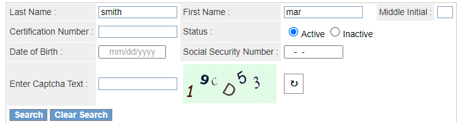 Last Name : smith First Name : mar Middle Initial :
Certification Number : Status : Active Inactive
Date of Birth : mm/dd/yyyy Social Security Number : - -
Enter Captcha Text :
Search Clear Search